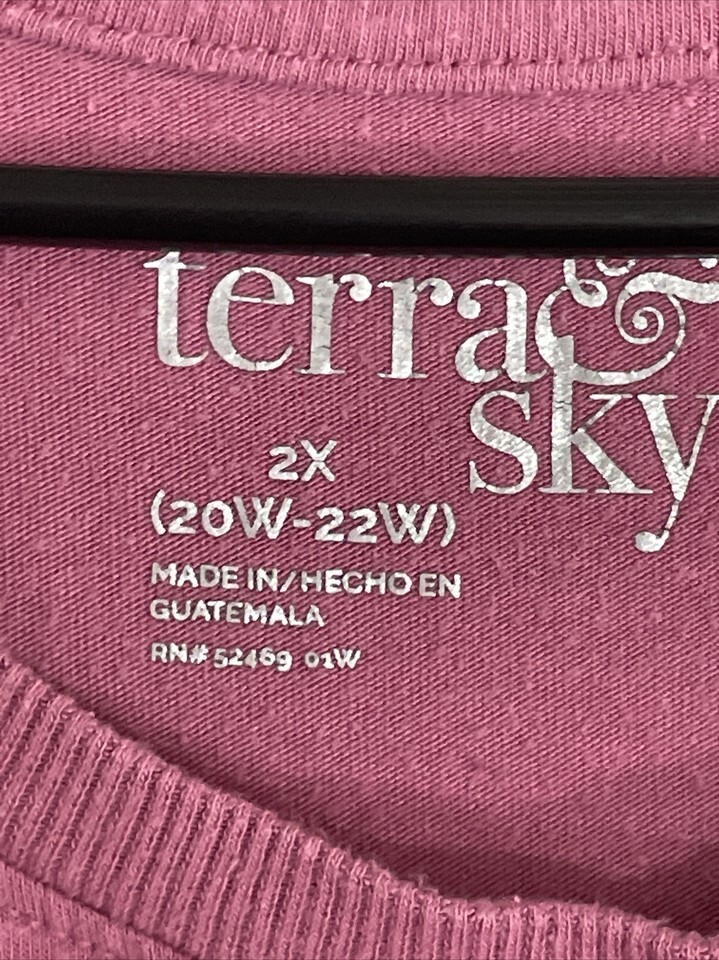 terra &
sky
2X
(20W-22W)
MADE IN/HECHO EN
GUATEMALA
RN# 52469 01W